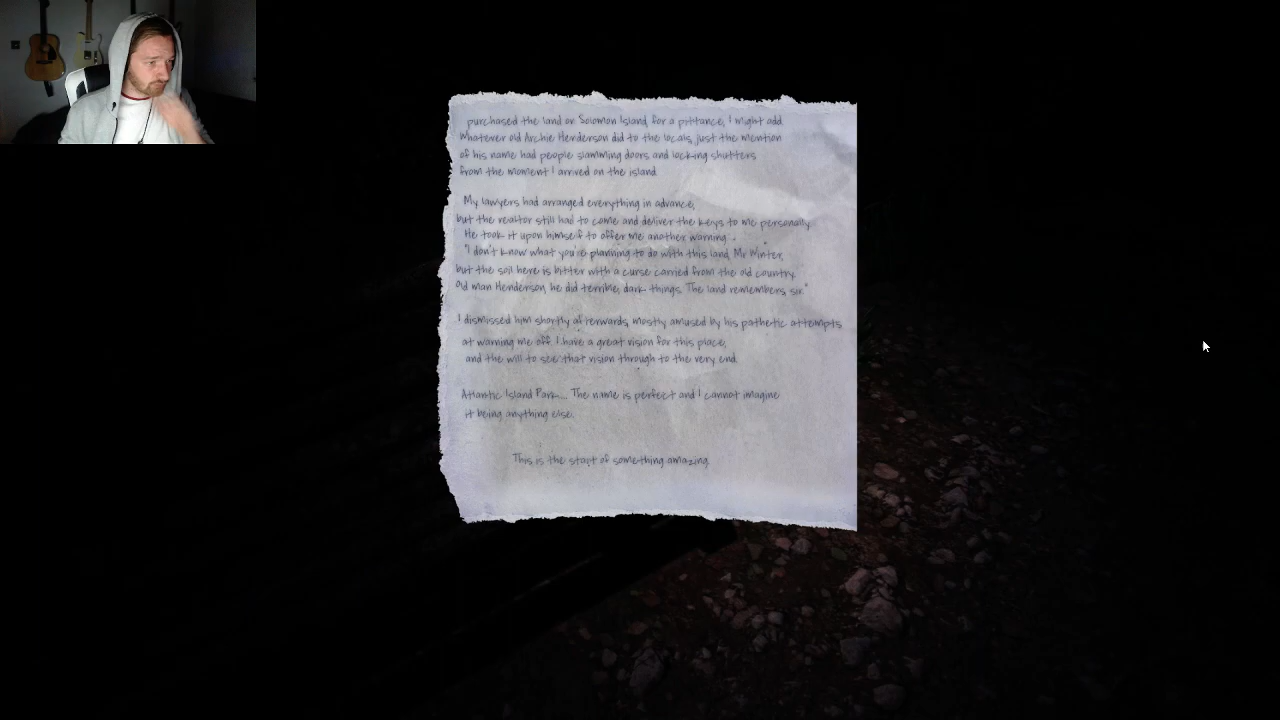 purchased the land on Solomon Island, for a pittance, I might add.
Whatever old Archie Henderson did to the locals, just the mention
of his name had people slamming doors and locking shutters
from the moment I arrived on the island.
My lawyers had arranged everything in advance,
but the realtor still had to come and deliver the keys to me personally.
He took it upon himself to offer me another warning:
"I don't know what you're planning to do with this land, Mr Winter,
but the soil here is bitter with a curse carried from the old country.
Old man Henderson, he did terrible, dark things. The land remembers, sir."
I dismissed him shortly afterwards, mostly amused by his pathetic attempts
at warning me off. I have a great vision for this place,
and the will to see that vision through to the very end.
Atlantic Island Park... The name is perfect and I cannot imagine
it being anything else.
This is the start of something amazing.